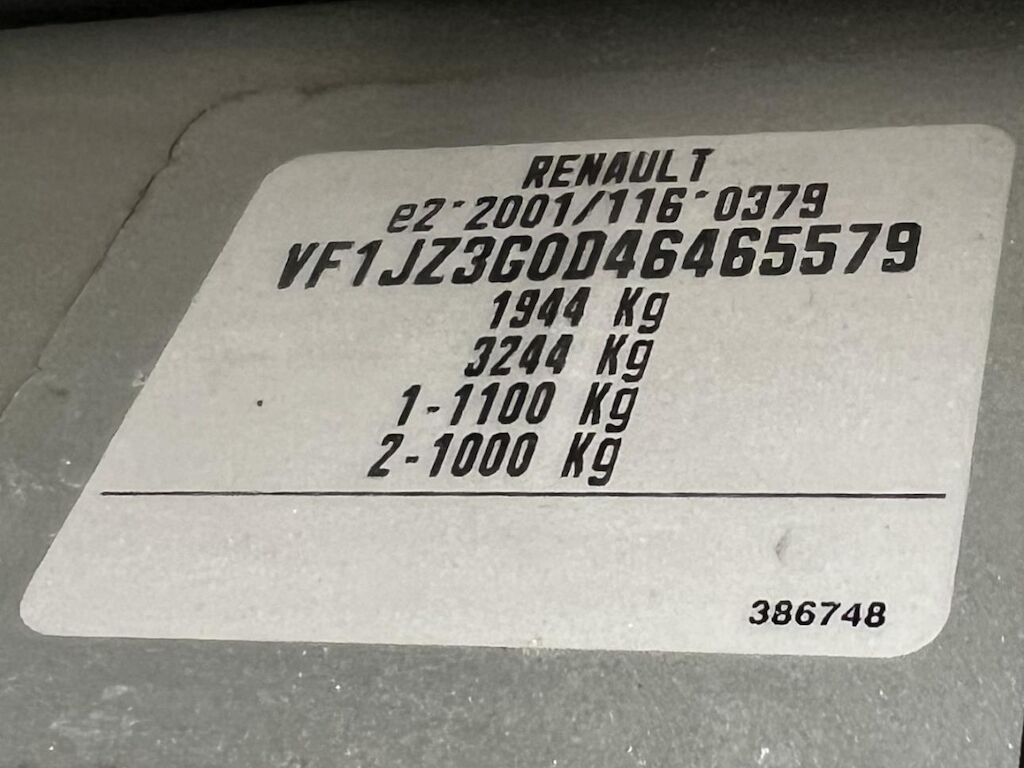 RENAULT
e2*2001/116*0379
VF1JZ3G0D46465579
1944 Kg
3244 Kg
1-1100 Kg
2-1000 Kg
386748